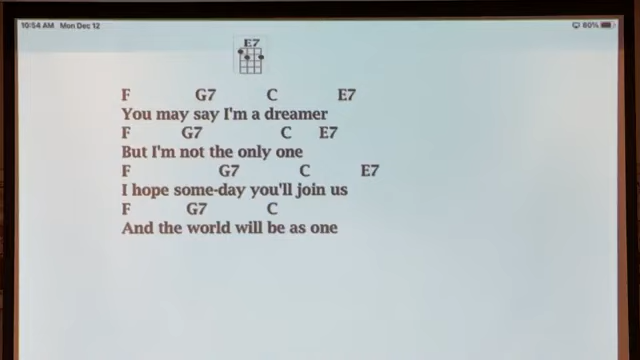 10:54 AM Mon Dec 12
80%
E7
F G7 C E7
You may say I'm a dreamer
F G7 C E7
But I'm not the only one
F G7 C E7
I hope some-day you'll join us
F G7 C
And the world will be as one